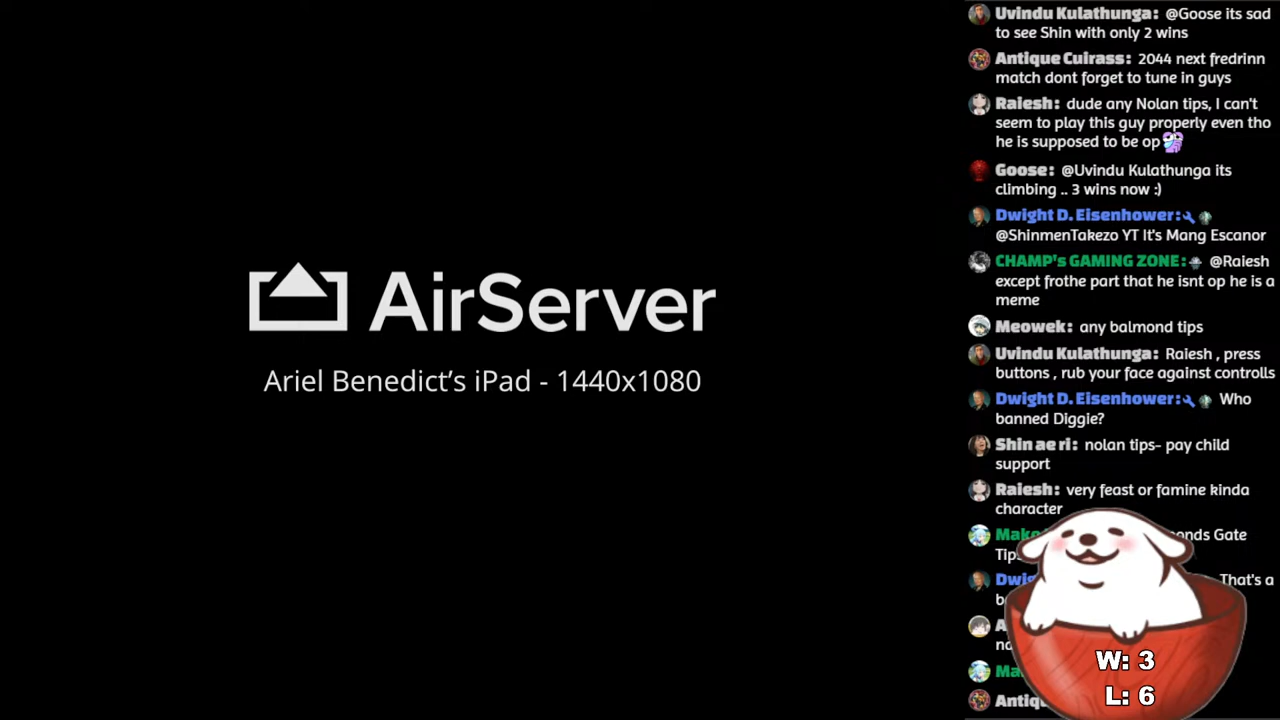 AirServer
Ariel Benedict’s iPad - 1440x1080
Uvindu Kulathunga: @Goose its sad
to see Shin with only 2 wins
Antique Cuirass: 2044 next fredrinn
match dont forget to tune in guys
Raiesh: dude any Nolan tips, I can't
seem to play this guy properly even tho
he is supposed to be op
Goose: @Uvindu Kulathunga its
climbing .. 3 wins now :)
Dwight D. Eisenhower:
@ShinmenTakezo YT It's Mang Escanor
CHAMP's GAMING ZONE: @Raiesh
except frothe part that he isnt op he is a
meme
Meowek: any balmond tips
Uvindu Kulathunga: Raiesh , press
buttons , rub your face against controlls
Dwight D. Eisenhower: Who
banned Diggie?
Shin ae ri: nolan tips- pay child
support
Raiesh: very feast or famine kinda
character
Gate
That's a
W: 3
L: 6